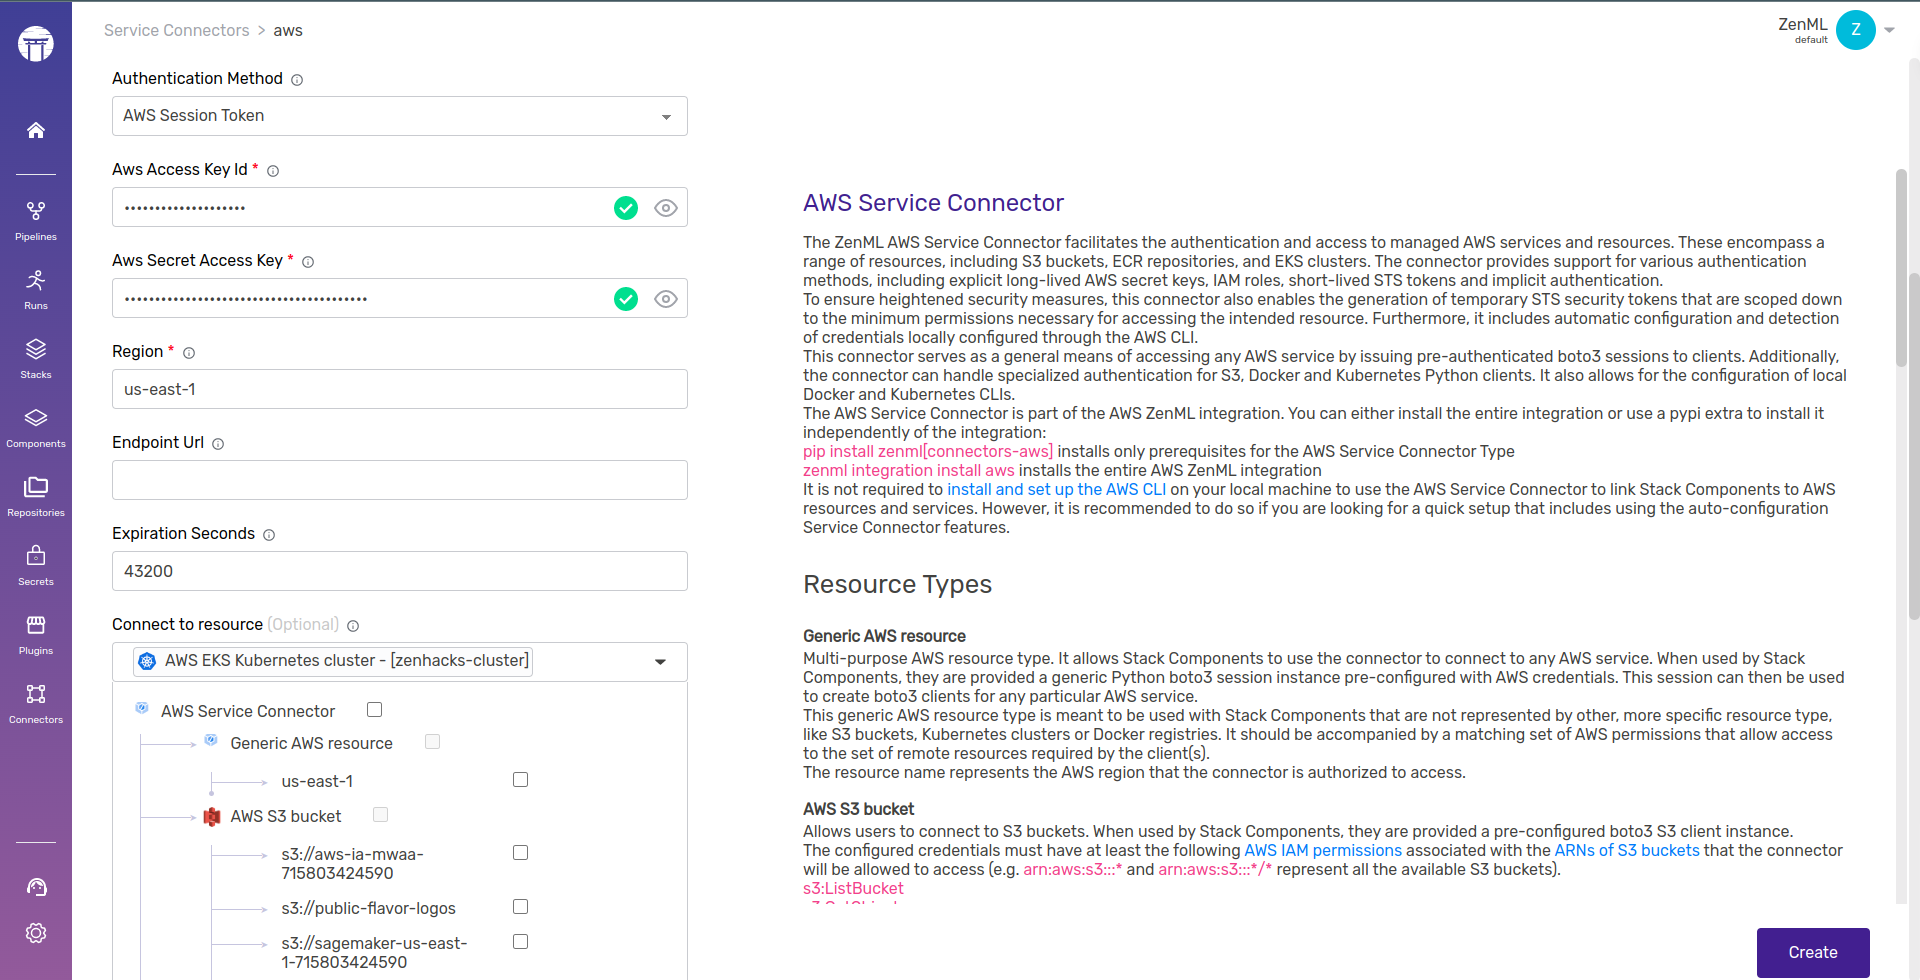 Service Connectors > aws
ZenML
default
Z
Pipelines
Runs
Stacks
Components
Repositories
Secrets
Plugins
Connectors
Authentication Method
AWS Session Token
Aws Access Key Id *
••••••••••••••••••••
Aws Secret Access Key *
••••••••••••••••••••••••••••••••••••••••
Region *
us-east-1
Endpoint Url
Expiration Seconds
43200
Connect to resource (Optional)
AWS EKS Kubernetes cluster - [zenhacks-cluster]
AWS Service Connector
Generic AWS resource
us-east-1
AWS S3 bucket
s3://aws-ia-mwaa-
715803424590
s3://public-flavor-logos
s3://sagemaker-us-east-
1-715803424590
AWS Service Connector
The ZenML AWS Service Connector facilitates the authentication and access to managed AWS services and resources. These encompass a
range of resources, including S3 buckets, ECR repositories, and EKS clusters. The connector provides support for various authentication
methods, including explicit long-lived AWS secret keys, IAM roles, short-lived STS tokens and implicit authentication.
To ensure heightened security measures, this connector also enables the generation of temporary STS security tokens that are scoped down
to the minimum permissions necessary for accessing the intended resource. Furthermore, it includes automatic configuration and detection
of credentials locally configured through the AWS CLI.
This connector serves as a general means of accessing any AWS service by issuing pre-authenticated boto3 sessions to clients. Additionally,
the connector can handle specialized authentication for S3, Docker and Kubernetes Python clients. It also allows for the configuration of local
Docker and Kubernetes CLIs.
The AWS Service Connector is part of the AWS ZenML integration. You can either install the entire integration or use a pypi extra to install it
independently of the integration:
pip install zenml[connectors-aws] installs only prerequisites for the AWS Service Connector Type
zenml integration install aws installs the entire AWS ZenML integration
It is not required to install and set up the AWS CLI on your local machine to use the AWS Service Connector to link Stack Components to AWS
resources and services. However, it is recommended to do so if you are looking for a quick setup that includes using the auto-configuration
Service Connector features.
Resource Types
Generic AWS resource
Multi-purpose AWS resource type. It allows Stack Components to use the connector to connect to any AWS service. When used by Stack
Components, they are provided a generic Python boto3 session instance pre-configured with AWS credentials. This session can then be used
to create boto3 clients for any particular AWS service.
This generic AWS resource type is meant to be used with Stack Components that are not represented by other, more specific resource type,
like S3 buckets, Kubernetes clusters or Docker registries. It should be accompanied by a matching set of AWS permissions that allow access
to the set of remote resources required by the client(s).
The resource name represents the AWS region that the connector is authorized to access.
AWS S3 bucket
Allows users to connect to S3 buckets. When used by Stack Components, they are provided a pre-configured boto3 S3 client instance.
The configured credentials must have at least the following AWS IAM permissions associated with the ARNs of S3 buckets that the connector
will be allowed to access (e.g. arn:aws:s3:::* and arn:aws:s3:::*/* represent all the available S3 buckets).
s3:ListBucket
Create